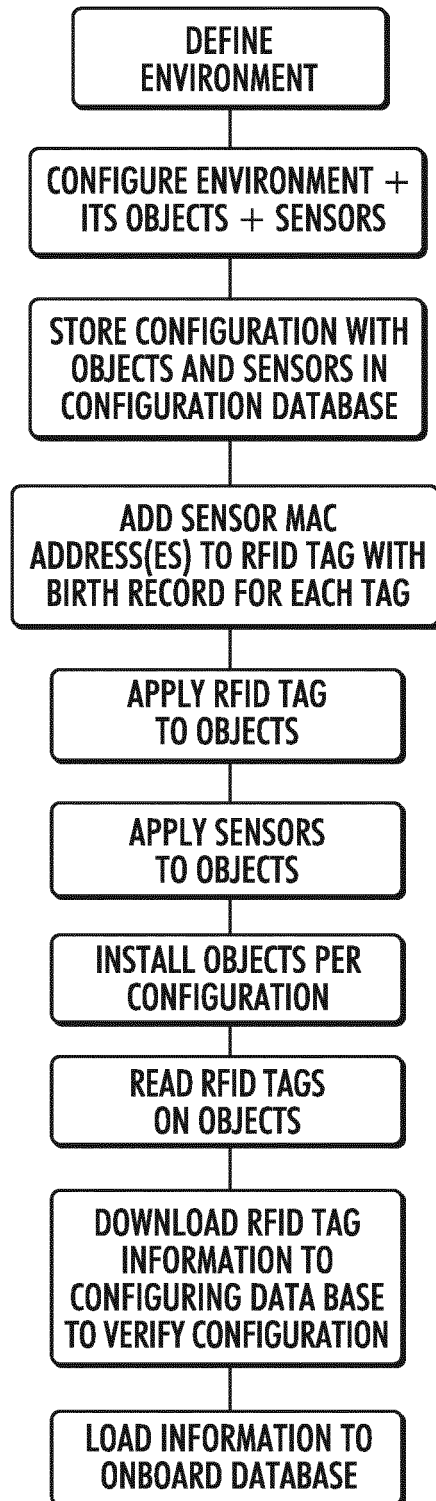 DEFINE
ENVIRONMENT
CONFIGURE ENVIRONMENT +
ITS OBJECTS + SENSORS
STORE CONFIGURATION WITH
OBJECTS AND SENSORS IN
CONFIGURATION DATABASE
ADD SENSOR MAC
ADDRESS(ES) TO RFID TAG WITH
BIRTH RECORD FOR EACH TAG
APPLY RFID TAG
TO OBJECTS
APPLY SENSORS
TO OBJECTS
INSTALL OBJECTS PER
CONFIGURATION
READ RFID TAGS
ON OBJECTS
DOWNLOAD RFID TAG
INFORMATION TO
CONFIGURING DATA BASE
TO VERIFY CONFIGURATION
LOAD INFORMATION TO
ONBOARD DATABASE